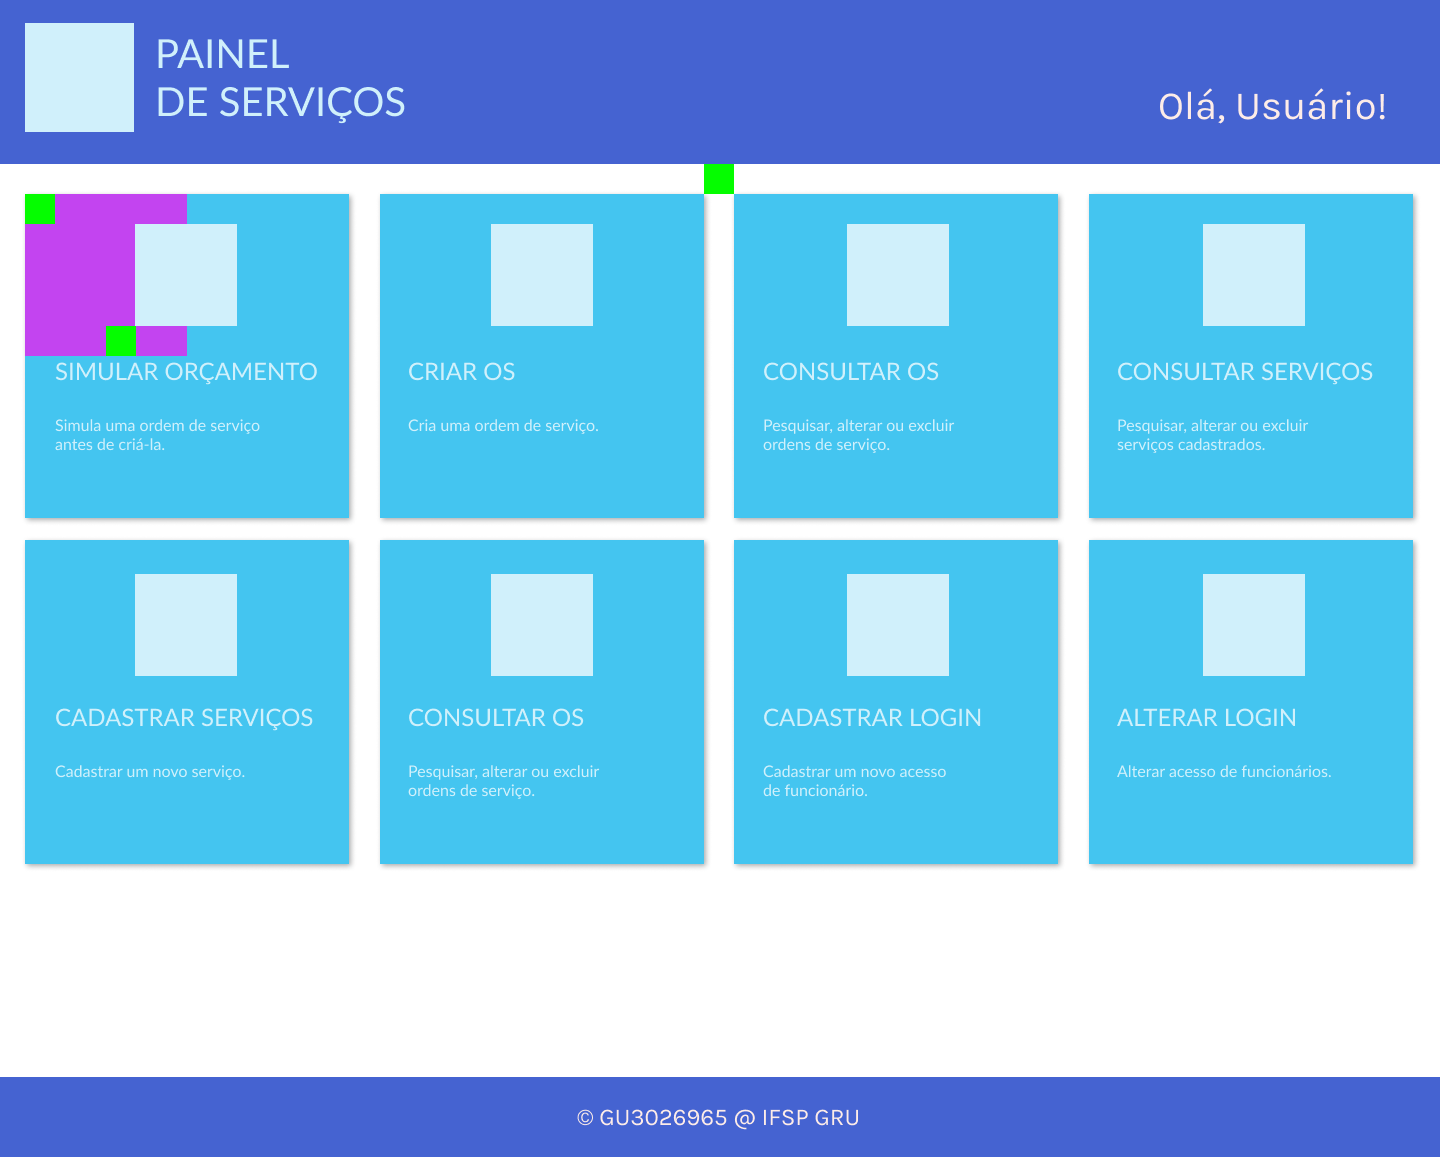 PAINEL
DE SERVIÇOS
Olá, Usuário!
SIMULAR ORÇAMENTO
Simula uma ordem de serviço
antes de criá-la.
CRIAR OS
Cria uma ordem de serviço.
CONSULTAR OS
Pesquisar, alterar ou excluir
ordens de serviço.
CONSULTAR SERVIÇOS
Pesquisar, alterar ou excluir
serviços cadastrados.
CADASTRAR SERVIÇOS
Cadastrar um novo serviço.
CONSULTAR OS
Pesquisar, alterar ou excluir
ordens de serviço.
CADASTRAR LOGIN
Cadastrar um novo acesso
de funcionário.
ALTERAR LOGIN
Alterar acesso de funcionários.
© GU3026965 @ IFSP GRU